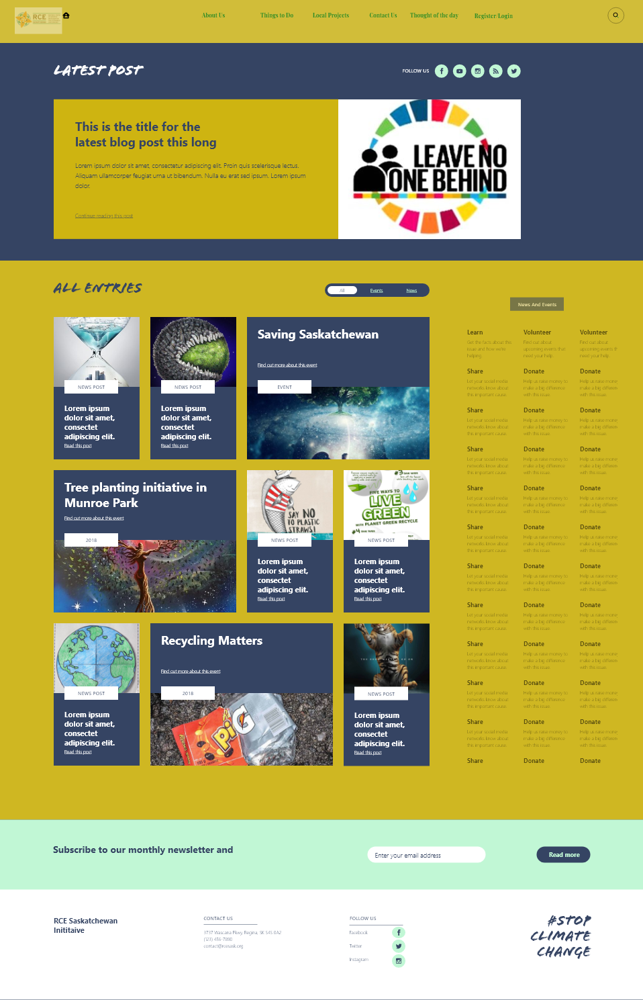 RCE
About Us
Things to Do
Local Projects
Contact Us
Thought of the day
Register/Login
LATEST POST
FOLLOW US
This is the title for the
latest blog post this long
Lorem ipsum dolor sit amet, consectetur adipiscing elit. Proin quis scelerisque lectus.
Aliquam ullamcorper feugiat urna ut bibendum. Nulla eu erat sed ipsum. Lorem ipsum
dolor.
Continue reading this post
LEAVE NO
ONE BEHIND
ALL ENTRIES
All
Events
News
NEWS POST
Lorem ipsum
dolor sit amet,
consectet
adipiscing elit.
Read this post
NEWS POST
Lorem ipsum
dolor sit amet,
consectet
adipiscing elit.
Read this post
Saving Saskatchewan
Find out more about this event
EVENT
Tree planting initiative in
Munroe Park
Find out more about this event
2018
SAY NO
TO PLASTIC
STRAWS!
NEWS POST
Lorem ipsum
dolor sit amet,
consectet
adipiscing elit.
Read this post
FIVE WAYS TO
LIVE
GREEN
WITH PLANET GREEN RECYCLE
NEWS POST
Lorem ipsum
dolor sit amet,
consectet
adipiscing elit.
Read this post
NEWS POST
Lorem ipsum
dolor sit amet,
consectet
adipiscing elit.
Read this post
Recycling Matters
Find out more about this event
2018
PiG
NEWS POST
Lorem ipsum
dolor sit amet,
consectet
adipiscing elit.
Read this post
News And Events
Learn
Get the facts about this
issue and how we're
helping.
Volunteer
Find out about
upcoming events that
need your help.
Volunteer
Find out about
upcoming events th
need your help.
Share
Let your social media
networks know about
this important cause.
Donate
Help us raise money to
make a big difference
with this issue.
Donate
Help us raise money
make a big differen
with this issue.
Share
Let your social media
networks know about
this important cause.
Donate
Help us raise money to
make a big difference
with this issue.
Donate
Help us raise money
make a big differen
with this issue.
Share
Let your social media
networks know about
this important cause.
Donate
Help us raise money to
make a big difference
with this issue.
Donate
Help us raise money
make a big differen
with this issue.
Share
Let your social media
networks know about
this important cause.
Donate
Help us raise money to
make a big difference
with this issue.
Donate
Help us raise money
make a big differen
with this issue.
Share
Let your social media
networks know about
this important cause.
Donate
Help us raise money to
make a big difference
with this issue.
Donate
Help us raise money
make a big differen
with this issue.
Share
Let your social media
networks know about
this important cause.
Donate
Help us raise money to
make a big difference
with this issue.
Donate
Help us raise money
make a big differen
with this issue.
Share
Let your social media
networks know about
this important cause.
Donate
Help us raise money to
make a big difference
with this issue.
Donate
Help us raise money
make a big differen
with this issue.
Share
Let your social media
networks know about
this important cause.
Donate
Help us raise money to
make a big difference
with this issue.
Donate
Help us raise money
make a big differen
with this issue.
Share
Let your social media
networks know about
this important cause.
Donate
Help us raise money to
make a big difference
with this issue.
Donate
Help us raise money
make a big differen
with this issue.
Share
Let your social media
networks know about
this important cause.
Donate
Help us raise money to
make a big difference
with this issue.
Donate
Help us raise money
make a big differen
with this issue.
Share
Donate
Donate
Subscribe to our monthly newsletter and
Enter your email address
Read more
RCE Saskatchewan
Inititaive
CONTACT US
3737 Wascana Pkwy, Regina, SK S4S 0A2
(123) 456-7890
contact@rcesask.org
FOLLOW US
Facebook
Twitter
Instagram
#STOP
CLIMATE
CHANGE